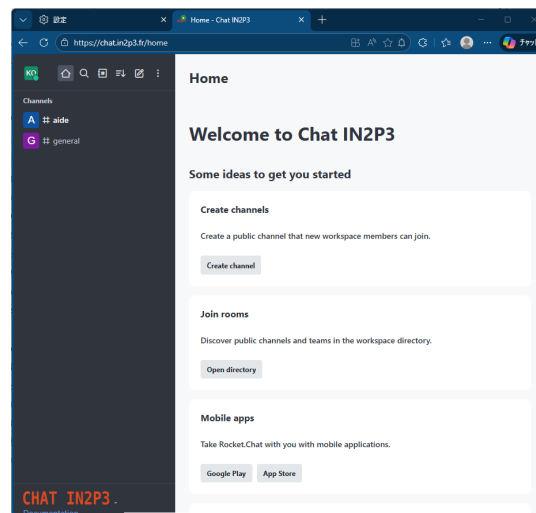 設定
Home - Chat IN2P3
https://chat.in2p3.fr/home
KO
Channels
A # aide
G # general
CHAT IN2P3 -
Documentation
Home
Welcome to Chat IN2P3
Some ideas to get you started
Create channels
Create a public channel that new workspace members can join.
Create channel
Join rooms
Discover public channels and teams in the workspace directory.
Open directory
Mobile apps
Take Rocket.Chat with you with mobile applications.
Google Play App Store